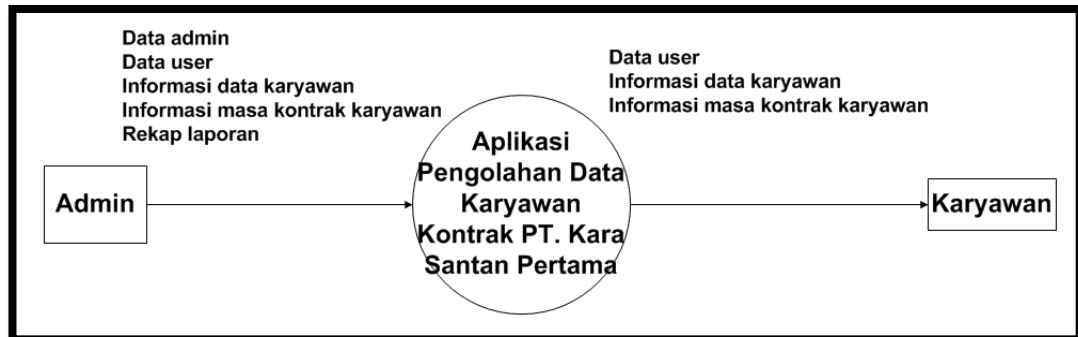 Data admin
Data user
Informasi data karyawan
Informasi masa kontrak karyawan
Rekap laporan
Data user
Informasi data karyawan
Informasi masa kontrak karyawan
Admin
Aplikasi
Pengolahan Data
Karyawan
Kontrak PT. Kara
Santan Pertama
Karyawan